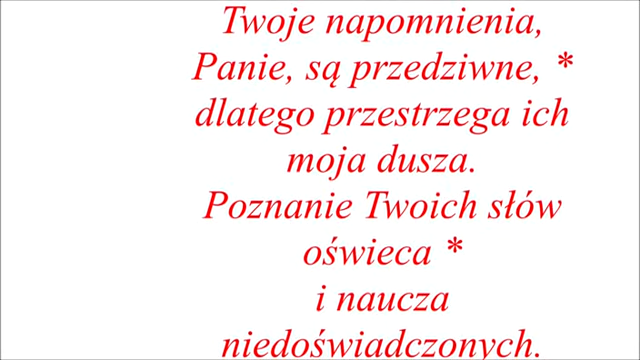 Twoje napomnienia,
Panie, są przedziwne, *
dlatego przestrzega ich
moja dusza.
Poznanie Twoich słów
oświeca *
i naucza
niedoświadczonych.